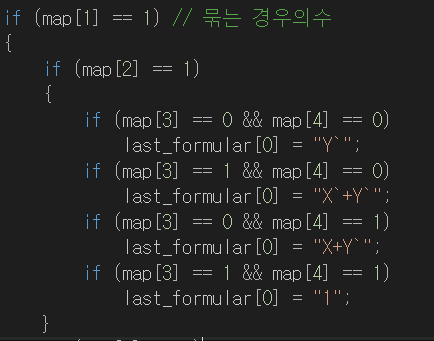 if (map[1] == 1) // 묶는 경우의수
{
if (map[2] == 1)
{
if (map[3] == 0 && map[4] == 0)
last_formular[0] = "Y`";
if (map[3] == 1 && map[4] == 0)
last_formular[0] = "X`+Y`";
if (map[3] == 0 && map[4] == 1)
last_formular[0] = "X+Y`";
if (map[3] == 1 && map[4] == 1)
last_formular[0] = "1";
}